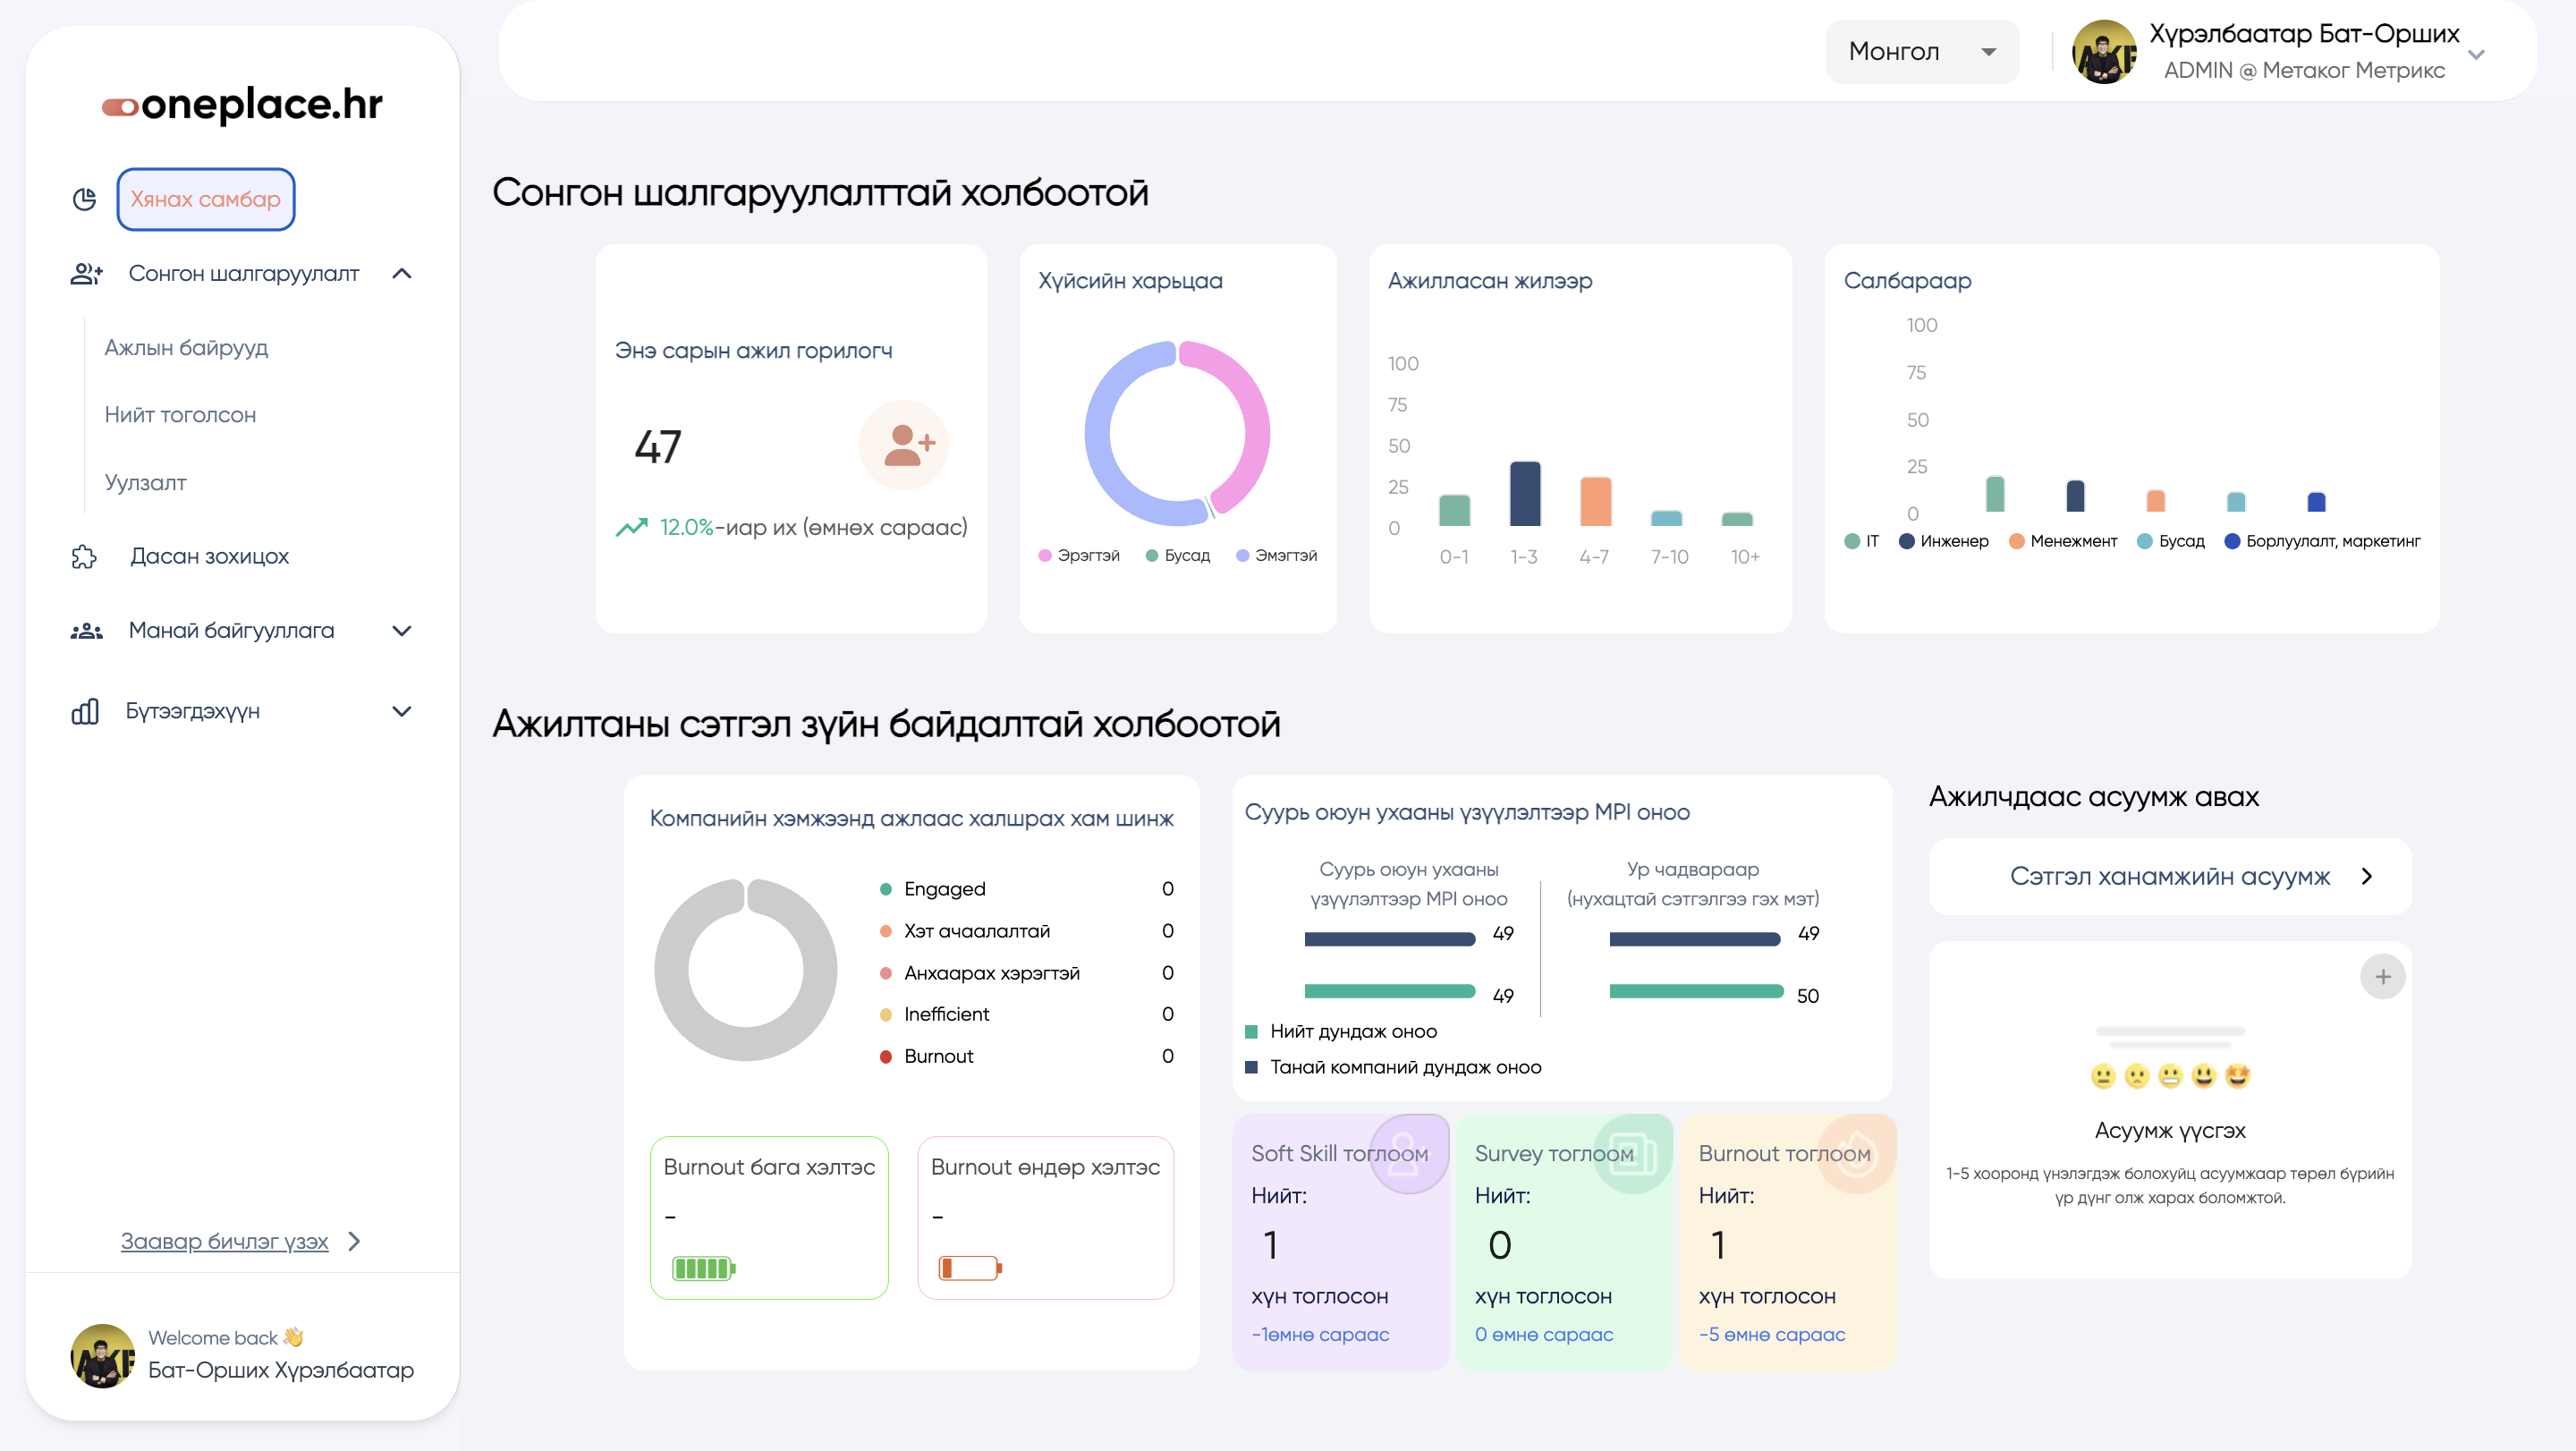 oneplace.hr
Хянах самбар
Сонгон шалгаруулалт
Ажлын байрууд
Нийт тоголсон
Уулзалт
Дасан зохицох
Манай байгууллага
Бүтээгдэхүүн
Заавар бичлэг үзэх
Welcome back 👋
Бат-Орших Хүрэлбаатар
Монгол
Хүрэлбаатар Бат-Орших
ADMIN @ Метаког Метрикс
Сонгон шалгаруулалттай холбоотой
Энэ сарын ажил горилогч
47
12.0%-иар их (өмнөх сараас)
Хүйсийн харьцаа
Эрэгтэй Бусад Эмэгтэй
Ажилласан жилээр
100
75
50
25
0
0-1 1-3 4-7 7-10 10+
Салбараар
100
75
50
25
0
IT Инженер Менежмент Бусад Борлуулалт, маркетинг
Ажилтаны сэтгэл зүйн байдалтай холбоотой
Компанийн хэмжээнд ажлаас халшрах хам шинж
Engaged 0
Хэт ачаалалтай 0
Анхаарах хэрэгтэй 0
Inefficient 0
Burnout 0
Burnout бага хэлтэс
-
Burnout өндөр хэлтэс
-
Суурь оюун ухааны үзүүлэлтээр MPI оноо
Суурь оюун ухааны
үзүүлэлтээр MPI оноо
49
49
Ур чадвараар
(нухацтай сэтгэлгээ гэх мэт)
49
50
Нийт дундаж оноо
Танай компаний дундаж оноо
Soft Skill тоглоом
Нийт:
1
хүн тоглосон
-1өмнө сараас
Survey тоглоом
Нийт:
0
хүн тоглосон
0 өмнө сараас
Burnout тоглоом
Нийт:
1
хүн тоглосон
-5 өмнө сараас
Ажилчдаас асуумж авах
Сэтгэл ханамжийн асуумж
Асуумж үүсгэх
1-5 хооронд үнэлэгдэж болохуйц асуумжаар төрөл бүрийн
үр дүнг олж харах боломжтой.